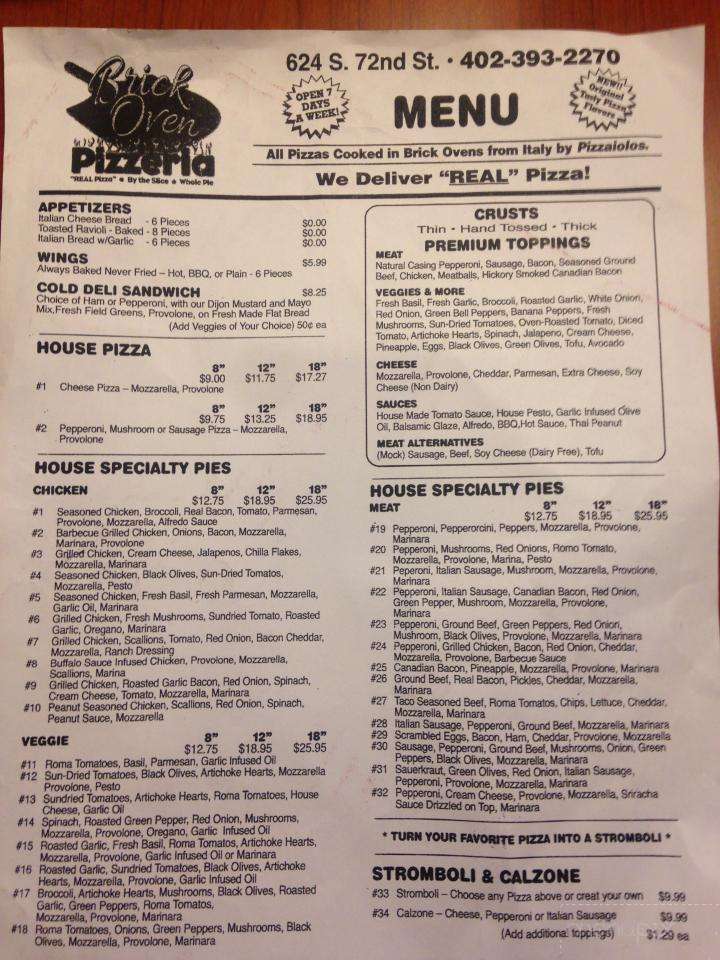 Brick
Oven
Pizzeria
"REAL Pizza" • By the Slice ♦ Whole Pie
624 S. 72nd St. • 402-393-2270
OPEN 7
DAYS
A WEEK!
MENU
NEW!!
Original
Tasty Pizza
Flavors
All Pizzas Cooked in Brick Ovens from Italy by Pizzaiolos.
We Deliver "REAL" Pizza!
APPETIZERS
Italian Cheese Bread - 6 Pieces $0.00
Toasted Ravioli - Baked - 8 Pieces $0.00
Italian Bread w/Garlic - 6 Pieces $0.00
WINGS $5.99
Always Baked Never Fried – Hot, BBQ, or Plain - 6 Pieces
COLD DELI SANDWICH $8.25
Choice of Ham or Pepperoni, with our Dijon Mustard and Mayo
Mix,Fresh Field Greens, Provolone, on Fresh Made Flat Bread
(Add Veggies of Your Choice) 50¢ ea
HOUSE PIZZA
8" 12" 18"
$9.00 $11.75 $17.27
#1 Cheese Pizza – Mozzarella, Provolone
8" 12" 18"
$9.75 $13.25 $18.95
#2 Pepperoni, Mushroom or Sausage Pizza – Mozzarella,
Provolone
HOUSE SPECIALTY PIES
CHICKEN 8" 12" 18"
$12.75 $18.95 $25.95
#1 Seasoned Chicken, Broccoli, Real Bacon, Tomato, Parmesan,
Provolone, Mozzarella, Alfredo Sauce
#2 Barbecue Grilled Chicken, Onions, Bacon, Mozzarella,
Marinara, Provolone
#3 Grilled Chicken, Cream Cheese, Jalapenos, Chilla Flakes,
Mozzarella, Marinara
#4 Seasoned Chicken, Black Olives, Sun-Dried Tomatos,
Mozzarella, Pesto
#5 Seasoned Chicken, Fresh Basil, Fresh Parmesan, Mozzarella,
Garlic Oil, Marinara
#6 Grilled Chicken, Fresh Mushrooms, Sundried Tomato, Roasted
Garlic, Oregano, Marinara
#7 Grilled Chicken, Scallions, Tomato, Red Onion, Bacon Cheddar,
Mozzarella, Ranch Dressing
#8 Buffalo Sauce Infused Chicken, Provolone, Mozzarella,
Scallions, Marina
#9 Grilled Chicken, Roasted Garlic Bacon, Red Onion, Spinach,
Cream Cheese, Tomato, Mozzarella, Marinara
#10 Peanut Seasoned Chicken, Scallions, Red Onion, Spinach,
Peanut Sauce, Mozzarella
VEGGIE 8" 12" 18"
$12.75 $18.95 $25.95
#11 Roma Tomatoes, Basil, Parmesan, Garlic Infused Oil
#12 Sun-Dried Tomatoes, Black Olives, Artichoke Hearts, Mozzarella
Provolone, Pesto
#13 Sundried Tomatoes, Artichoke Hearts, Roma Tomatoes, House
Cheese, Garlic Oil
#14 Spinach, Roasted Green Pepper, Red Onion, Mushrooms,
Mozzarella, Provolone, Oregano, Garlic Infused Oil
#15 Roasted Garlic, Fresh Basil, Roma Tomatoes, Artichoke Hearts,
Mozzarella, Provolone, Garlic Infused Oil or Marinara
#16 Roasted Garlic, Sundried Tomatoes, Black Olives, Artichoke
Hearts, Mozzarella, Provolone, Garlic Infused Oil
#17 Broccoli, Artichoke Hearts, Mushrooms, Black Olives, Roasted
Garlic, Green Peppers, Roma Tomatos,
Mozzarella, Provolone, Marinara
#18 Roma Tomatoes, Onions, Green Peppers, Mushrooms, Black
Olives, Mozzarella, Provolone, Marinara
CRUSTS
Thin - Hand Tossed - Thick
PREMIUM TOPPINGS
MEAT
Natural Casing Pepperoni, Sausage, Bacon, Seasoned Ground
Beef, Chicken, Meatballs, Hickory Smoked Canadian Bacon
VEGGIES & MORE
Fresh Basil, Fresh Garlic, Broccoli, Roasted Garlic, White Onion,
Red Onion, Green Bell Peppers, Banana Peppers, Fresh
Mushrooms, Sun-Dried Tomatoes, Oven-Roasted Tomato, Diced
Tomato, Artichoke Hearts, Spinach, Jalapeno, Cream Cheese,
Pineapple, Eggs, Black Olives, Green Olives, Tofu, Avocado
CHEESE
Mozzarella, Provolone, Cheddar, Parmesan, Extra Cheese, Soy
Cheese (Non Dairy)
SAUCES
House Made Tomato Sauce, House Pesto, Garlic Infused Olive
Oil, Balsamic Glaze, Alfredo, BBQ,Hot Sauce, Thai Peanut
MEAT ALTERNATIVES
(Mock) Sausage, Beef, Soy Cheese (Dairy Free), Tofu
HOUSE SPECIALTY PIES
MEAT 8" 12" 18"
$12.75 $18.95 $25.95
#19 Pepperoni, Pepperorcini, Peppers, Mozzarella, Provolone,
Marinara
#20 Pepperoni, Mushrooms, Red Onions, Romo Tomato,
Mozzarella, Provolone, Marina, Pesto
#21 Peperoni, Italian Sausage, Mushroom, Mozzarella, Provolone,
Marinara
#22 Pepperoni, Italian Sausage, Canadian Bacon, Red Onion,
Green Pepper, Mushroom, Mozzarella, Provolone,
Marinara
#23 Pepperoni, Ground Beef, Green Peppers, Red Onion,
Mushroom, Black Olives, Provolone, Mozzarella, Marinara
#24 Pepperoni, Grilled Chicken, Bacon, Red Onion, Cheddar,
Mozzarella, Provolone, Barbecue Sauce
#25 Canadian Bacon, Pineapple, Mozzarella, Provolone, Marinara
#26 Ground Beef, Real Bacon, Pickles, Cheddar, Mozzarella,
Marinara
#27 Taco Seasoned Beef, Roma Tomatos, Chips, Lettuce, Cheddar,
Mozzarella, Marinara
#28 Italian Sausage, Pepperoni, Ground Beef, Mozzarella, Marinara
#29 Scrambled Eggs, Bacon, Ham, Cheddar, Provolone, Mozzarella
#30 Sausage, Pepperoni, Ground Beef, Mushrooms, Onion, Green
Peppers, Black Olives, Mozzarella, Marinara
#31 Sauerkraut, Green Olives, Red Onion, Italian Sausage,
Pepperoni, Provolone, Mozzarella, Marinara
#32 Pepperoni, Cream Cheese, Provolone, Mozzarella, Sriracha
Sauce Drizzled on Top, Marinara
* TURN YOUR FAVORITE PIZZA INTO A STROMBOLI *
STROMBOLI & CALZONE
#33 Stromboli – Choose any Pizza above or creat your own $9.99
#34 Calzone – Cheese, Pepperoni or Italian Sausage $9.99
(Add additional toppings) $1.29 ea